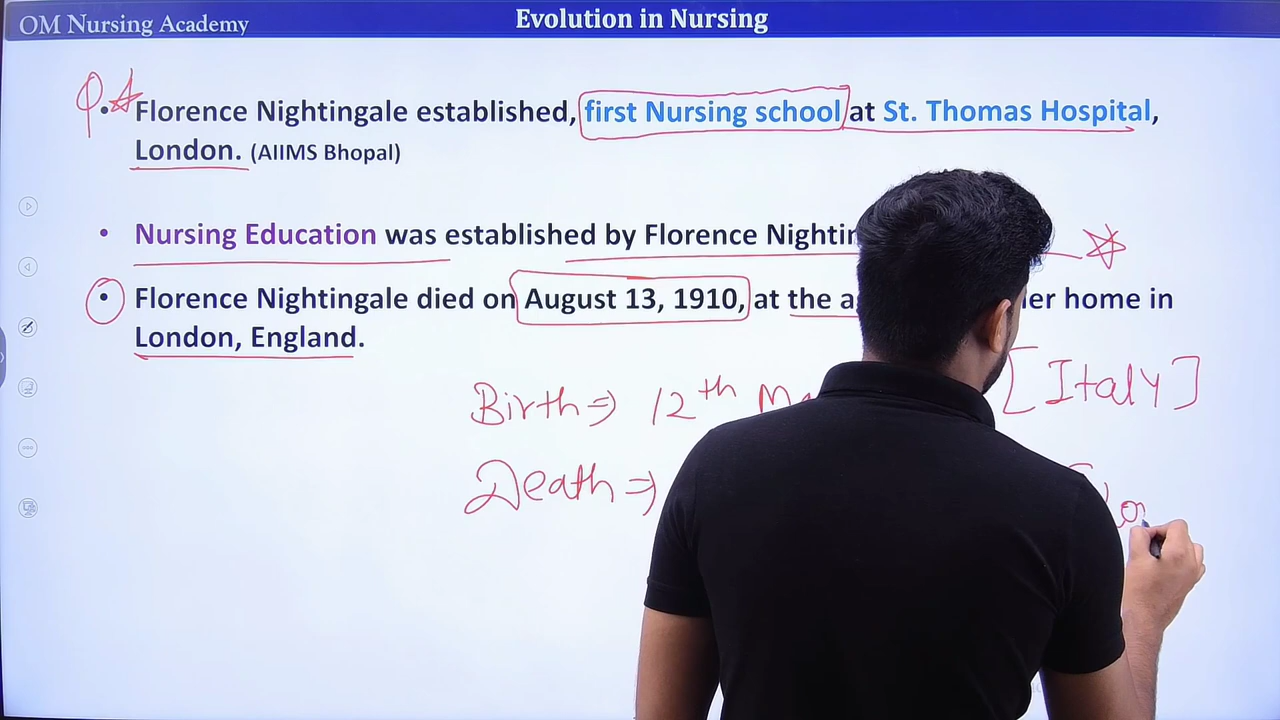 OM Nursing Academy
Evolution in Nursing
• Florence Nightingale established, first Nursing school at St. Thomas Hospital,
London. (AIIMS Bhopal)
• Nursing Education was established by Florence
• Florence Nightingale died on August 13, 1910, at the home in
London, England.
Birth ⇒ 12th [Italy]
Death ⇒